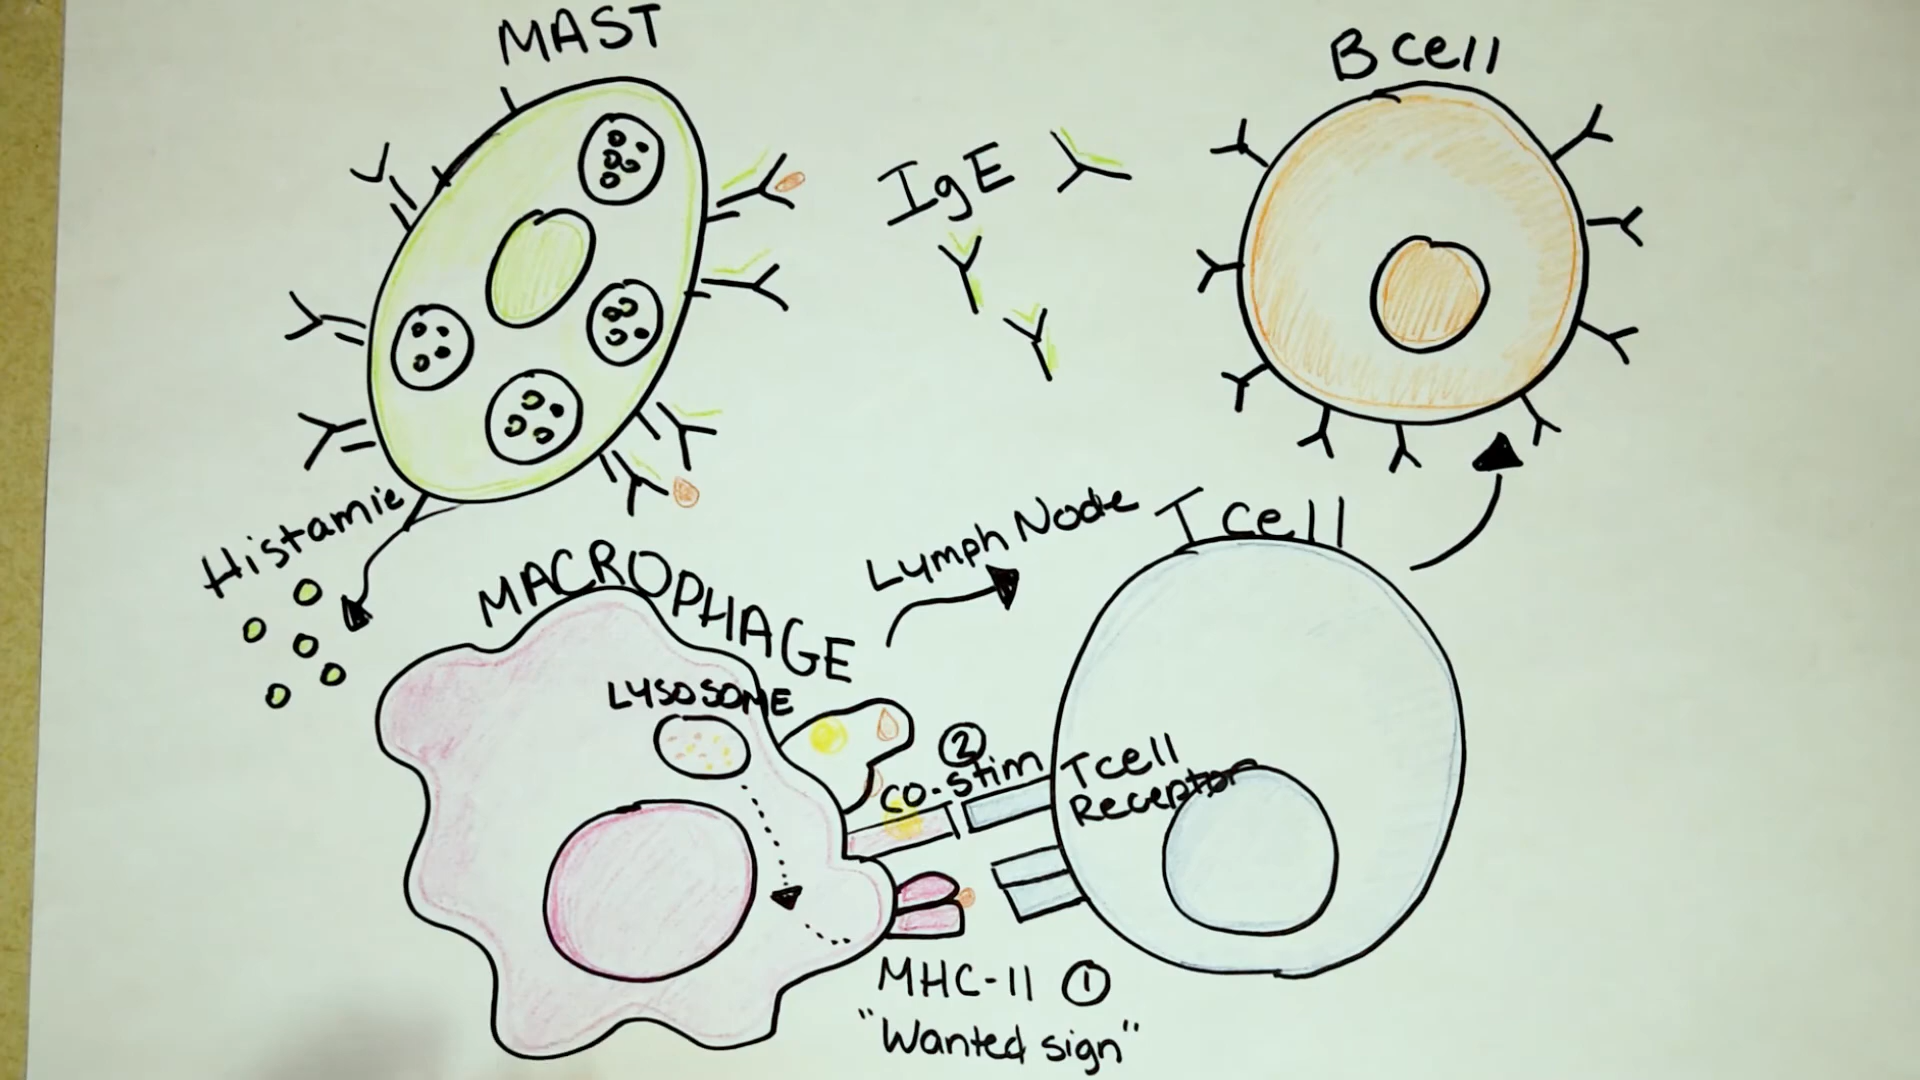 MAST
B cell
IgE
Histamie
Lymph Node
T cell
MACROPHAGE
LYSOSOME
②
co-stim
Tcell
Receptor
MHC-II ①
"Wanted sign"